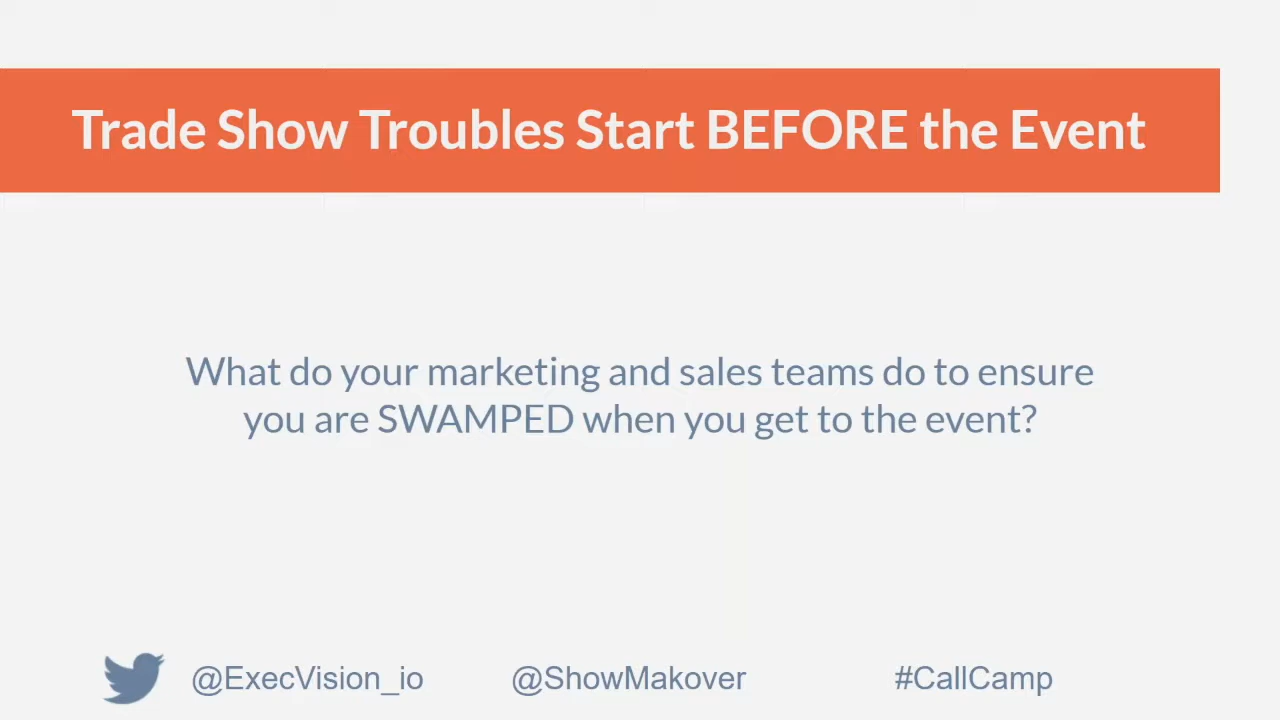 Trade Show Troubles Start BEFORE the Event
What do your marketing and sales teams do to ensure
you are SWAMPED when you get to the event?
@ExecVision_io @ShowMakover #CallCamp